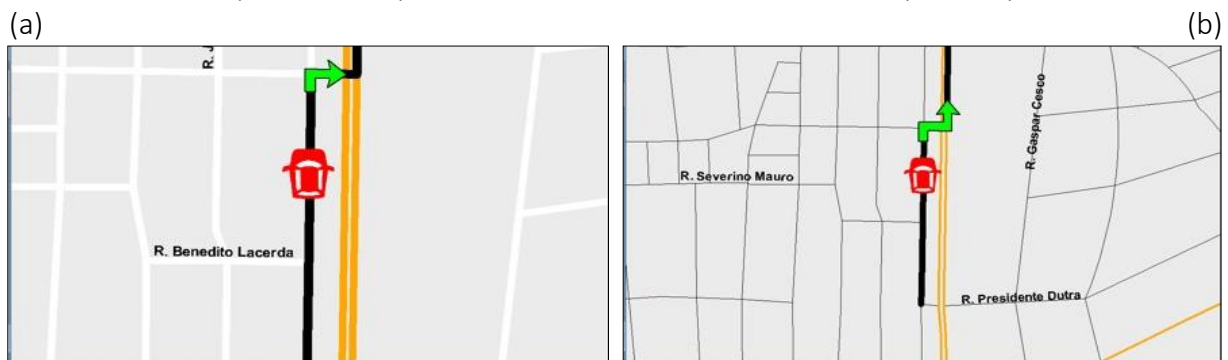 (a)
(b)
R. J
R. Benedito Lacerda
R. Severino Mauro
R. Gaspar Cesco
R. Presidente Dutra